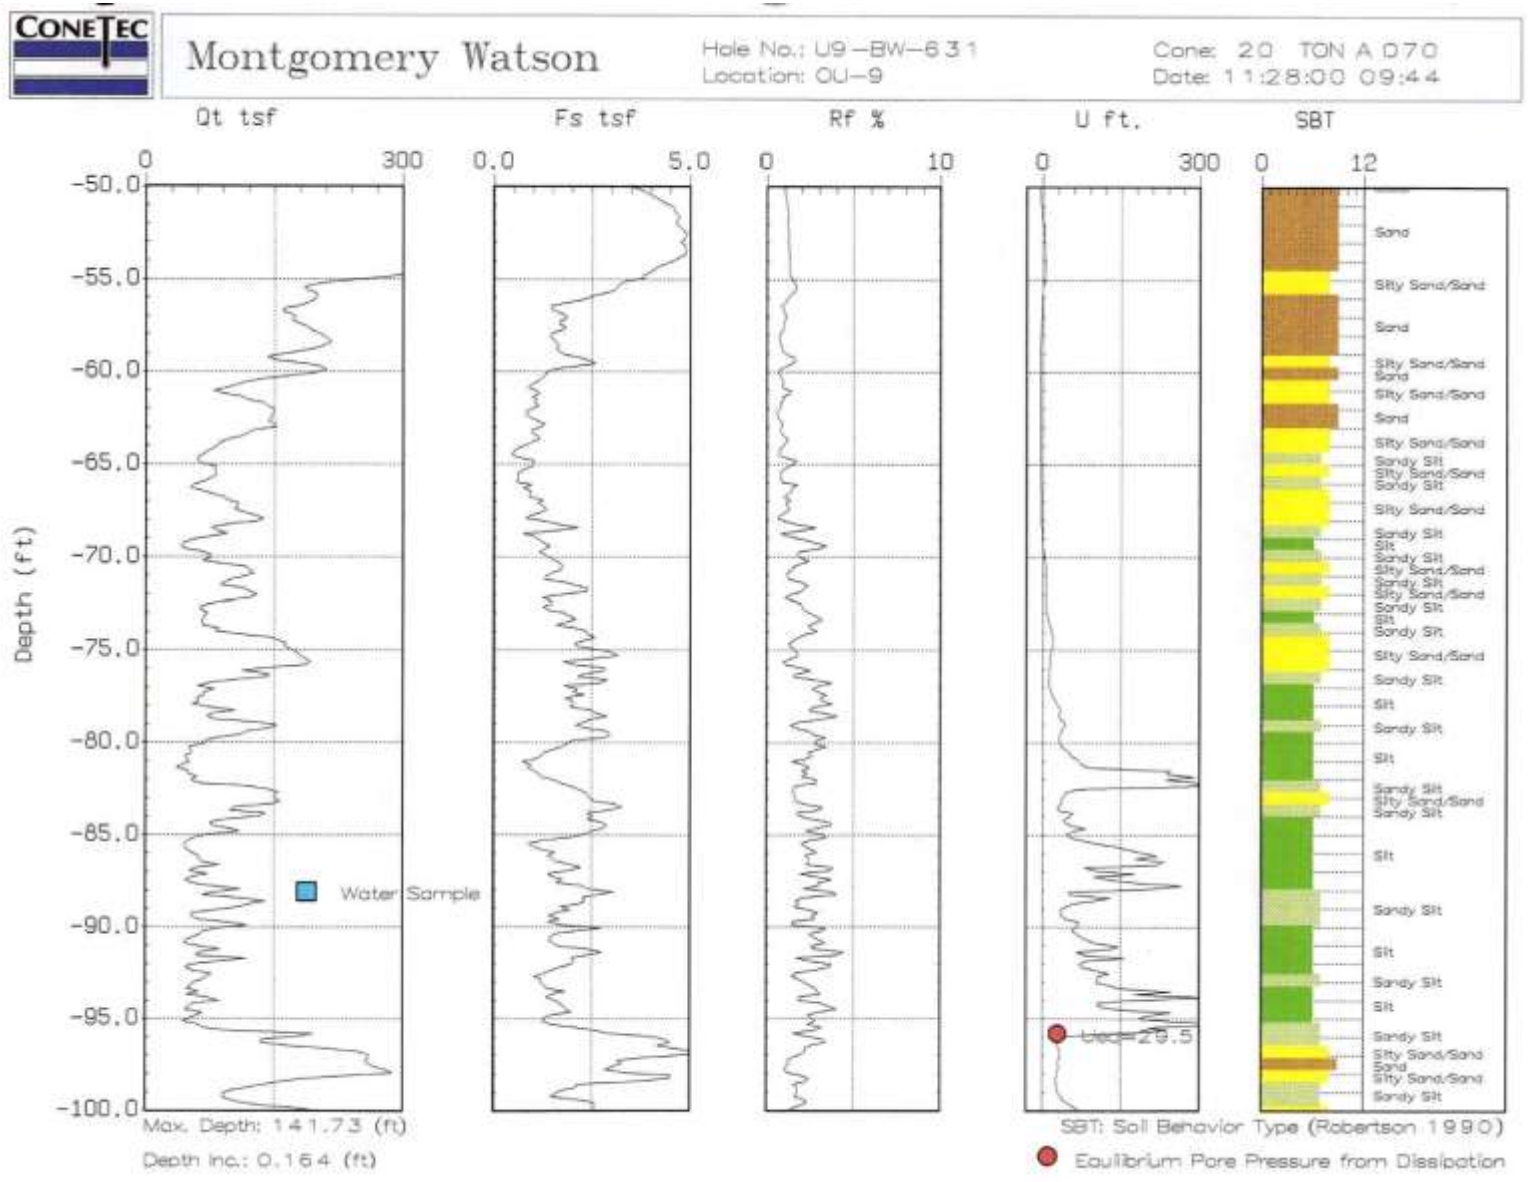 CONETEC
Montgomery Watson
Hole No.: U9-BW-631
Location: OU-9
Cone: 20 TON A 070
Date: 11:28:00 09:44
Qt tsf Fs tsf Rf % U ft. SBT
0 300 0.0 5.0 0 10 0 300 0 12
Depth (ft)
-50.0
Sand
-55.0
Silty Sand/Sand
Sand
-60.0
Silty Sand/Sand
Sand
Silty Sand/Sand
Sand
Silty Sand/Sand
-65.0
Sandy Silt
Silty Sand/Sand
Sandy Silt
Silty Sand/Sand
Sandy Silt
Silt
-70.0
Sandy Silt
Silty Sand/Sand
Sandy Silt
Silty Sand/Sand
Sandy Silt
Silt
Sandy Silt
-75.0
Silty Sand/Sand
Sandy Silt
Silt
Sandy Silt
-80.0
Silt
Sandy Silt
Silty Sand/Sand
Sandy Silt
-85.0
Silt
Water Sample
Sandy Silt
-90.0
Silt
Sandy Silt
Silt
-95.0
Sandy Silt
Silty Sand/Sand
Sand
Silty Sand/Sand
Sandy Silt
-100.0
Max. Depth: 141.73 (ft)
Depth Inc.: 0.164 (ft)
SBT: Soil Behavior Type (Robertson 1990)
Equilibrium Pore Pressure from Dissipation